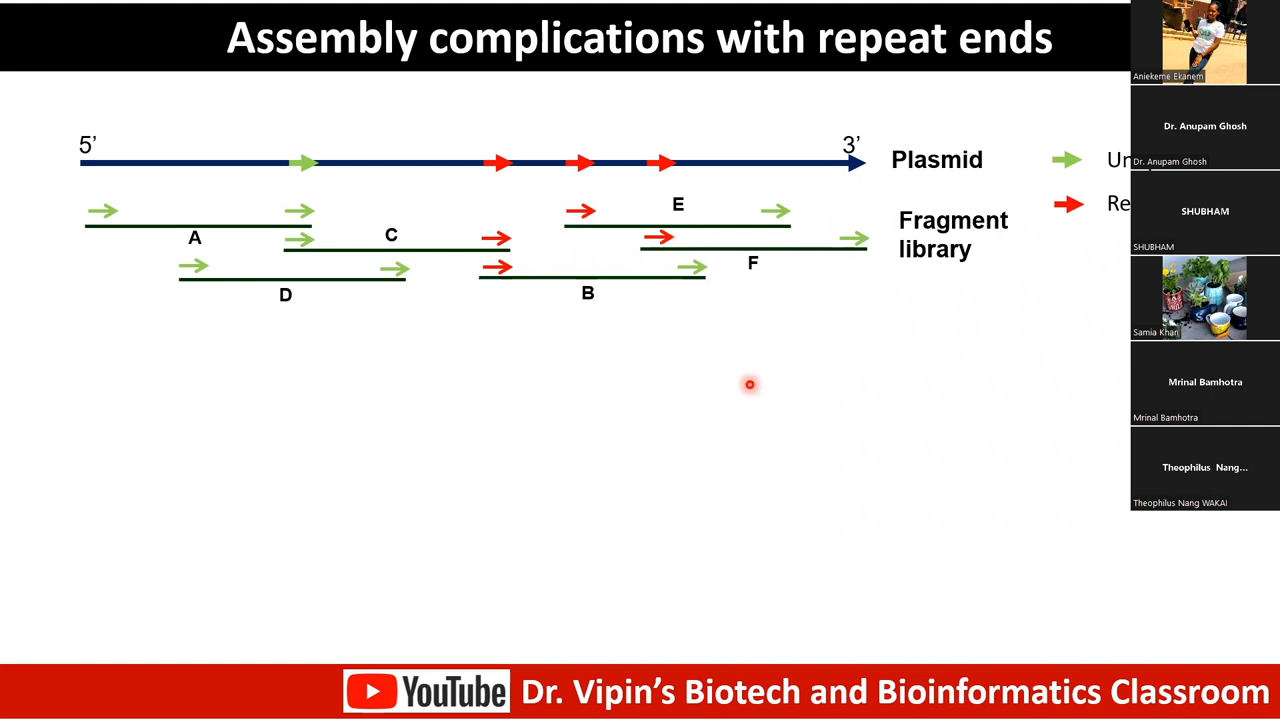 Assembly complications with repeat ends
Aniekeme Ekanem
Dr. Anupam Ghosh
Dr. Anupam Ghosh
SHUBHAM
SHUBHAM
Samia Khan
Mrinal Bamhotra
Mrinal Bamhotra
Theophilus Nang...
Theophilus Nang WAKAI
5’
3’
Plasmid
Fragment
library
E
A
C
F
D
B
YouTube
Dr. Vipin’s Biotech and Bioinformatics Classroom